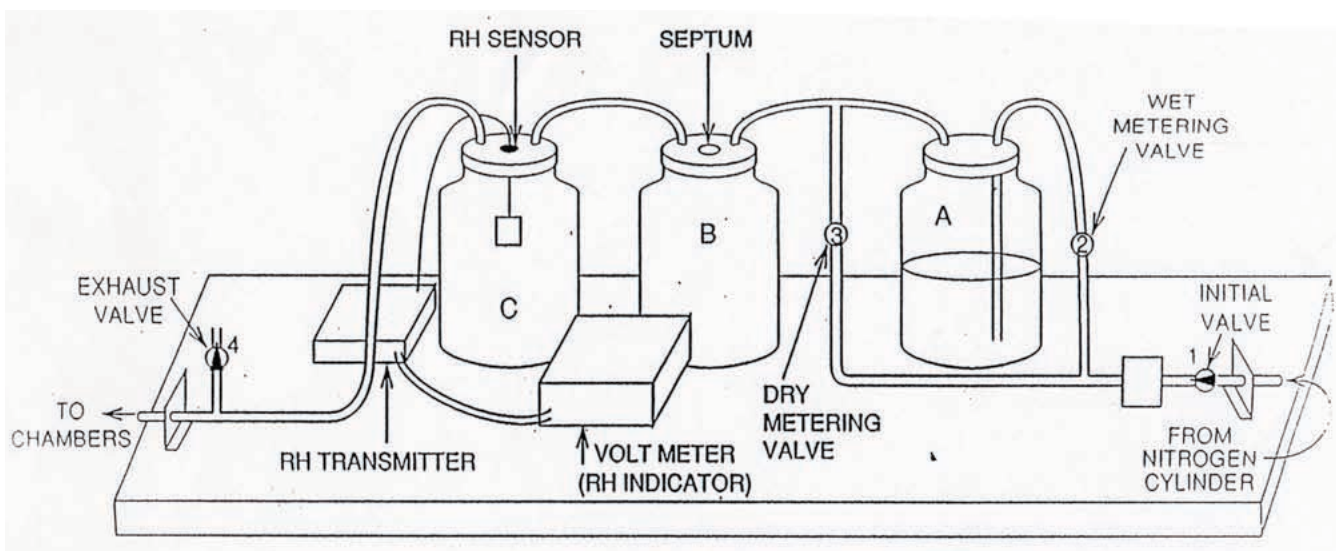 RH SENSOR
SEPTUM
WET
METERING
VALVE
A
B
C
3
2
EXHAUST
VALVE
4
INITIAL
VALVE
1
TO
CHAMBERS
RH TRANSMITTER
VOLT METER
(RH INDICATOR)
DRY
METERING
VALVE
FROM
NITROGEN
CYLINDER